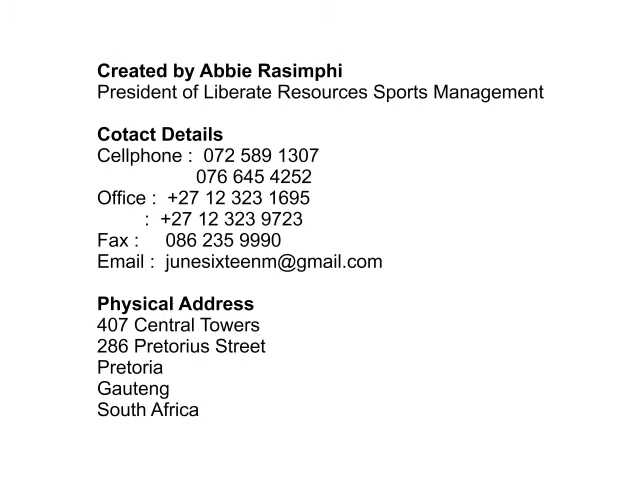 Created by Abbie Rasimphi
President of Liberate Resources Sports Management
Cotact Details
Cellphone : 072 589 1307
076 645 4252
Office : +27 12 323 1695
: +27 12 323 9723
Fax : 086 235 9990
Email : junesixteenm@gmail.com
Physical Address
407 Central Towers
286 Pretorius Street
Pretoria
Gauteng
South Africa